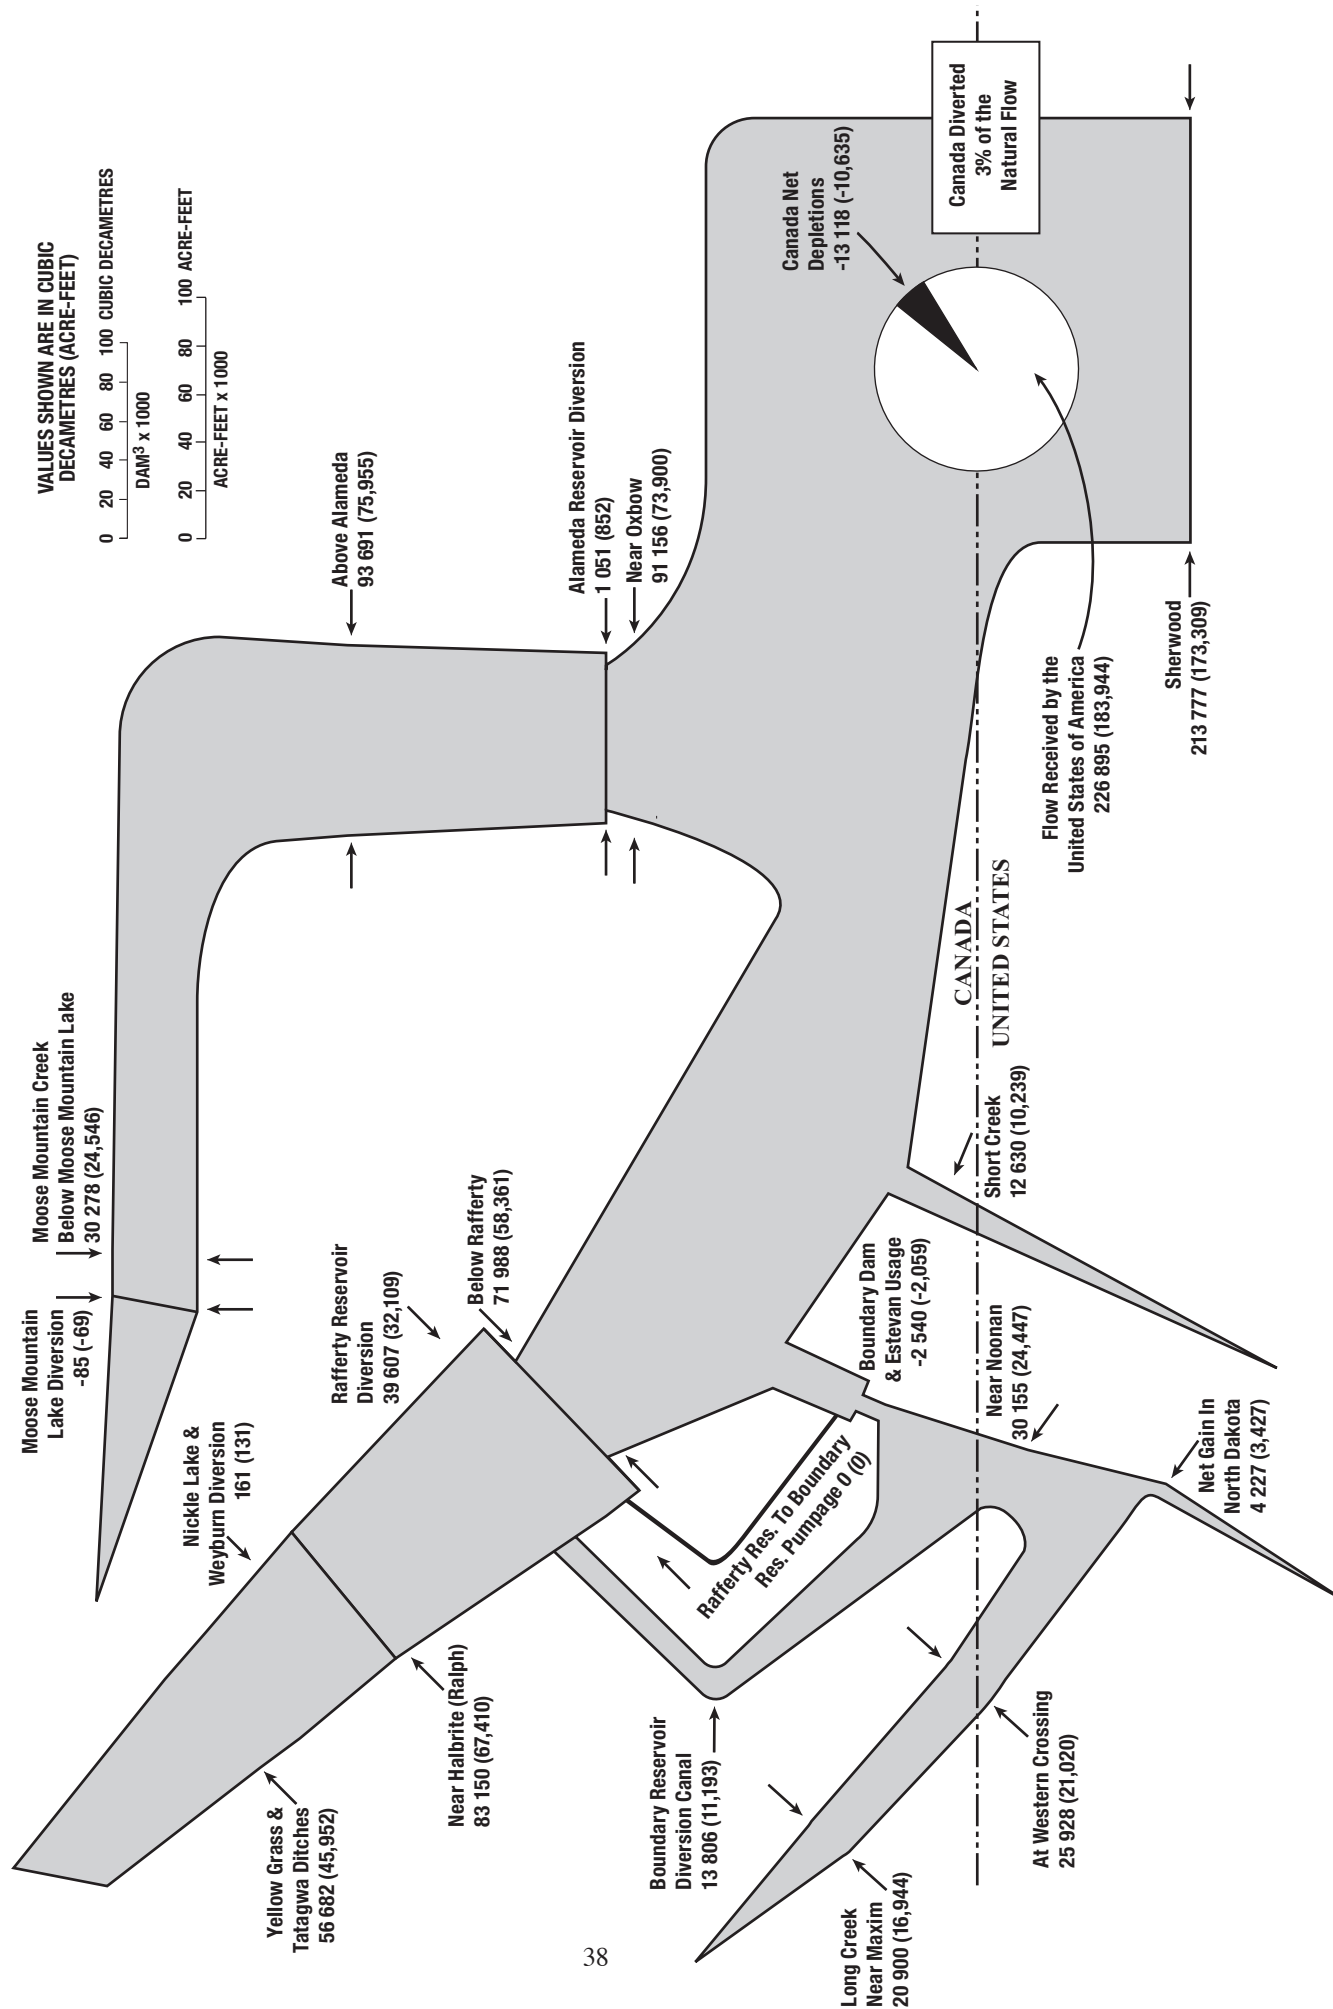 VALUES SHOWN ARE IN CUBIC
DECAMETRES (ACRE-FEET)
0 20 40 60 80 100 CUBIC DECAMETRES
DAM³ x 1000
0 20 40 60 80 100 ACRE-FEET
ACRE-FEET x 1000
Moose Mountain
Lake Diversion
-85 (-69)
Moose Mountain Creek
Below Moose Mountain Lake
30 278 (24,546)
Above Alameda
93 691 (75,955)
Nickle Lake &
Weyburn Diversion
161 (131)
Rafferty Reservoir
Diversion
39 607 (32,109)
Below Rafferty
71 988 (58,361)
Alameda Reservoir Diversion
1 051 (852)
Near Oxbow
91 156 (73,900)
Yellow Grass &
Tatagwa Ditches
56 682 (45,952)
Near Halbrite (Ralph)
83 150 (67,410)
Boundary Reservoir
Diversion Canal
13 806 (11,193)
Rafferty Res. To Boundary
Res. Pumpage 0 (0)
Boundary Dam
& Estevan Usage
-2 540 (-2,059)
Canada Net
Depletions
-13 118 (-10,635)
Canada Diverted
3% of the
Natural Flow
CANADA
UNITED STATES
Long Creek
Near Maxim
20 900 (16,944)
At Western Crossing
25 928 (21,020)
Near Noonan
30 155 (24,447)
Short Creek
12 630 (10,239)
Flow Received by the
United States of America
226 895 (183,944)
Net Gain In
North Dakota
4 227 (3,427)
Sherwood
213 777 (173,309)
38